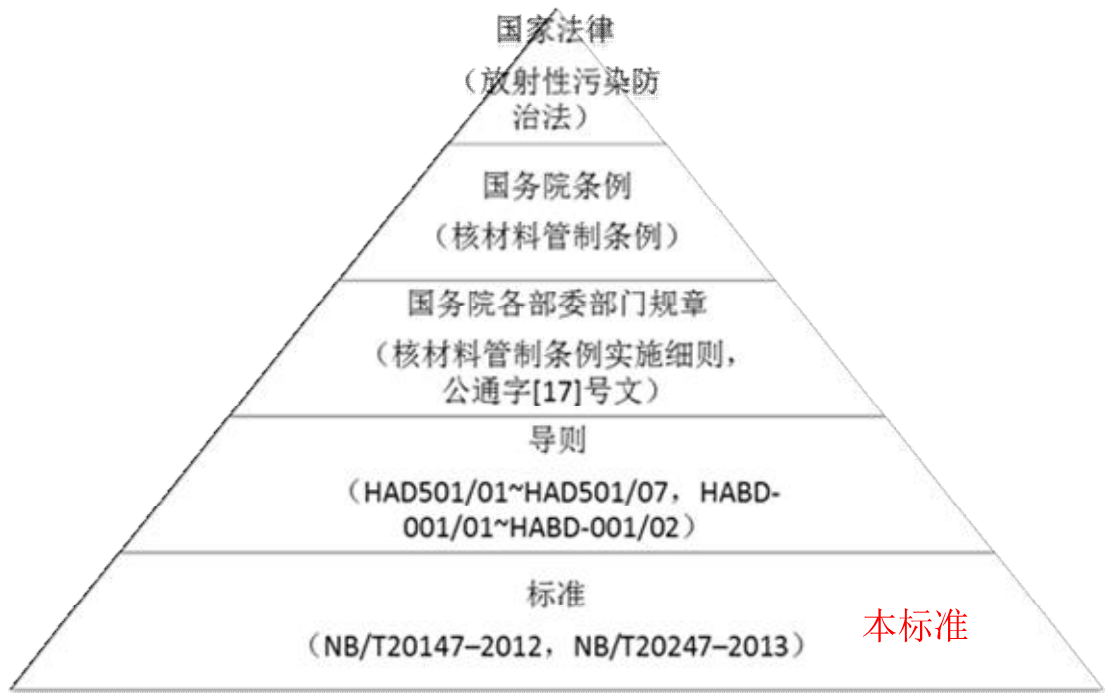 国家法律
（放射性污染防
治法）
国务院条例
（核材料管制条例）
国务院各部委部门规章
（核材料管制条例实施细则，
公通字[17]号文）
导则
（HAD501/01~HAD501/07，HABD-
001/01~HABD-001/02）
标准
（NB/T20147–2012，NB/T20247–2013）
本标准